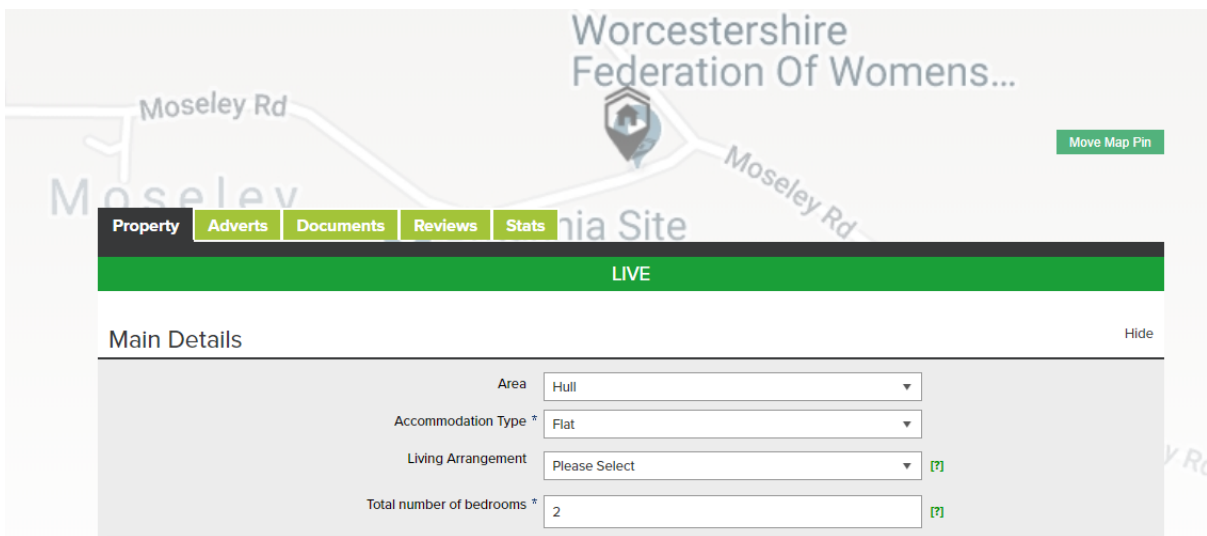 Worcestershire
Federation Of Womens...
Moseley Rd
Move Map Pin
Moseley Rd
Moseley
nia Site
Property Adverts Documents Reviews Stats
LIVE
Main Details Hide
Area Hull
Accommodation Type * Flat
Living Arrangement Please Select [?]
y Rd
Total number of bedrooms * 2 [?]